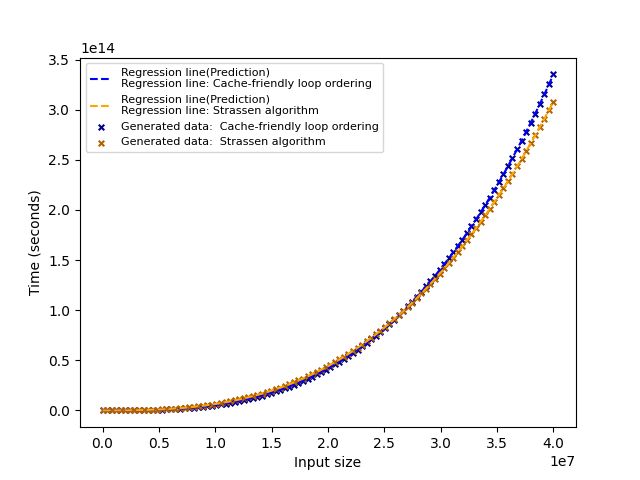 1e14
3.5
3.0
2.5
2.0
1.5
1.0
0.5
0.0
Time (seconds)
Regression line(Prediction)
Regression line: Cache-friendly loop ordering
Regression line(Prediction)
Regression line: Strassen algorithm
Generated data:  Cache-friendly loop ordering
Generated data:  Strassen algorithm
0.0 0.5 1.0 1.5 2.0 2.5 3.0 3.5 4.0
1e7
Input size